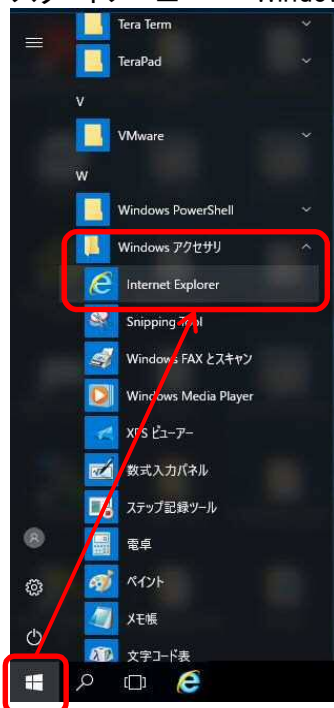 Tera Term
TeraPad
V
VMware
W
Windows PowerShell
Windows アクセサリ
Internet Explorer
Snipping Tool
Windows FAX とスキャン
Windows Media Player
XPS ビューアー
数式入力パネル
ステップ記録ツール
電卓
ペイント
メモ帳
文字コード表